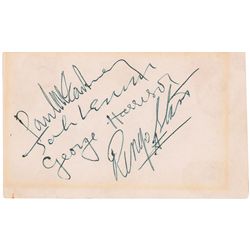 Paul McCartney
John Lennon
George Harrison
Ringo Starr